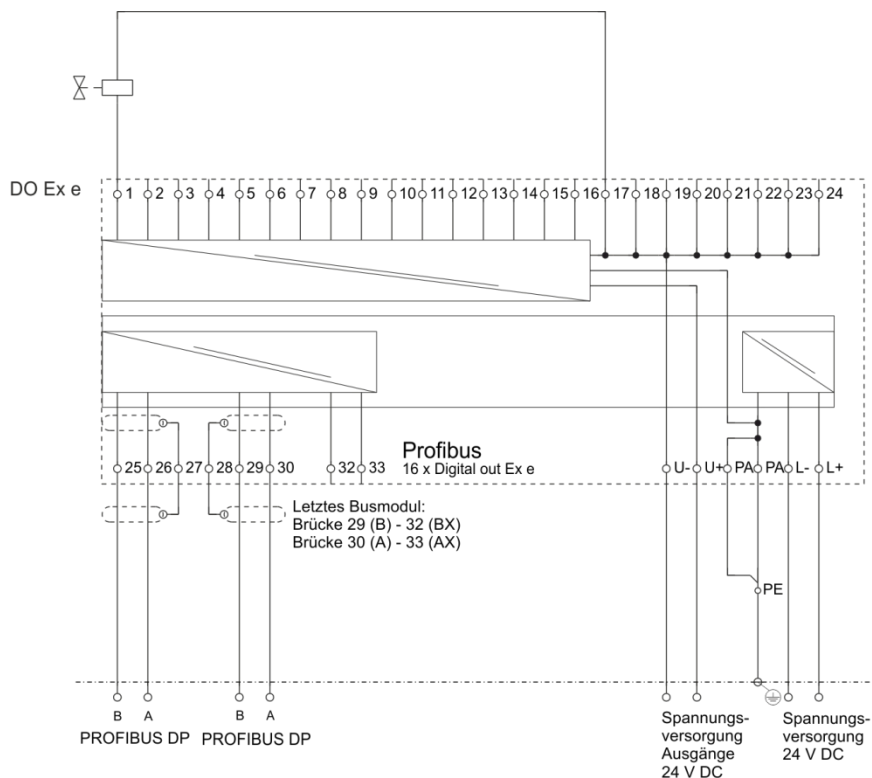 DO Ex e
1 2 3 4 5 6 7 8 9 10 11 12 13 14 15 16 17 18 19 20 21 22 23 24
Profibus
16 x Digital out Ex e
25 26 27 28 29 30 32 33 U- U+ PA PA L- L+
Letztes Busmodul:
Brücke 29 (B) - 32 (BX)
Brücke 30 (A) - 33 (AX)
PE
B A B A
PROFIBUS DP PROFIBUS DP
Spannungs-
versorgung
Ausgänge
24 V DC
Spannungs-
versorgung
24 V DC